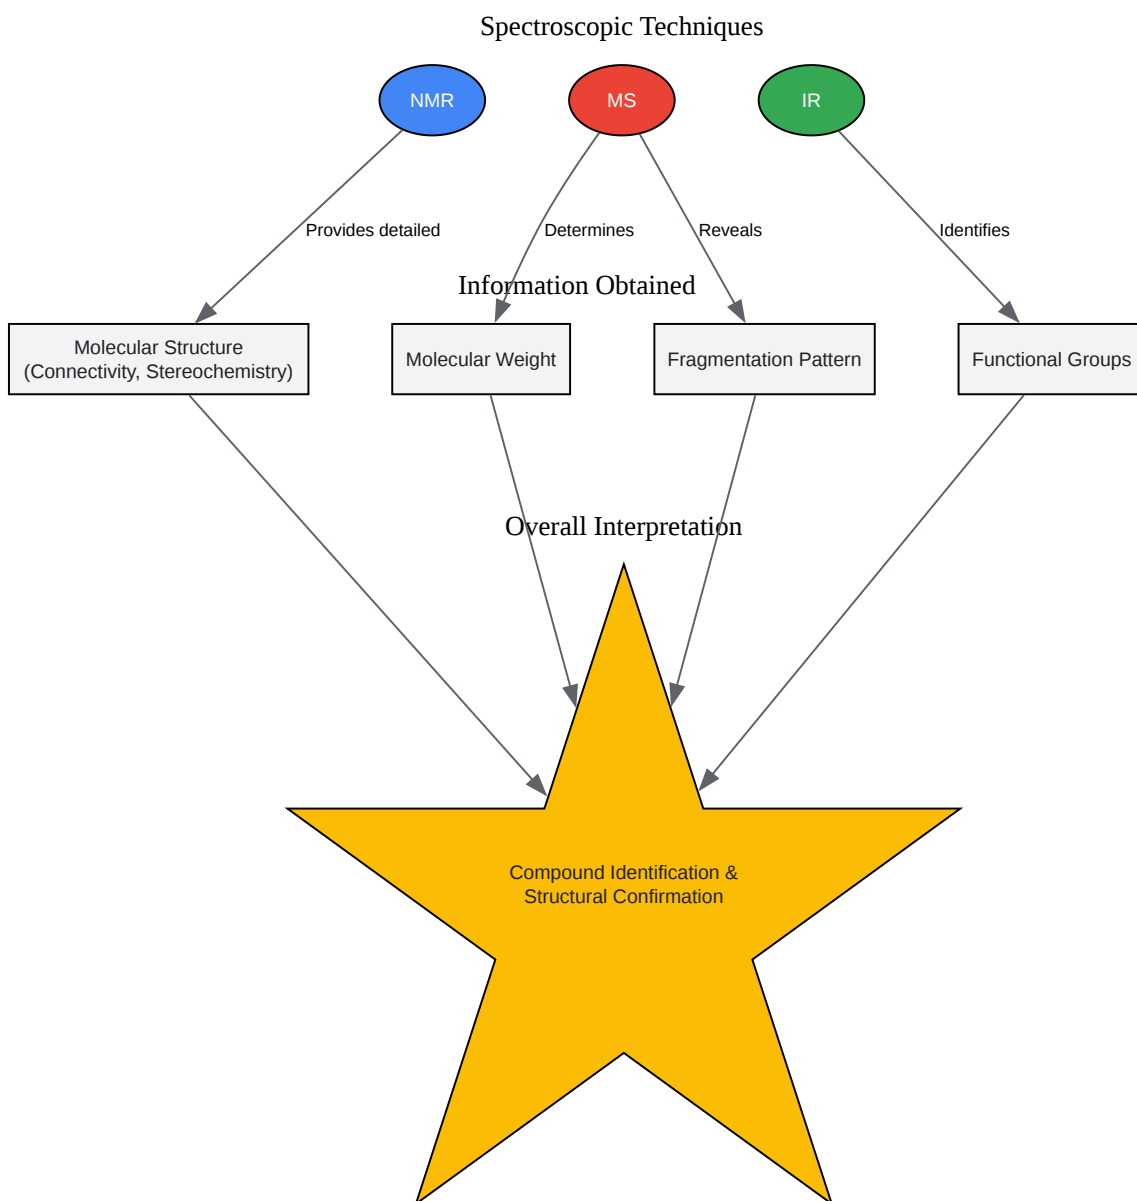 Spectroscopic Techniques
NMR
MS
IR
Provides detailed
Determines
Reveals
Identifies
Information Obtained
Molecular Structure
(Connectivity, Stereochemistry)
Molecular Weight
Fragmentation Pattern
Functional Groups
Overall Interpretation
Compound Identification &
Structural Confirmation